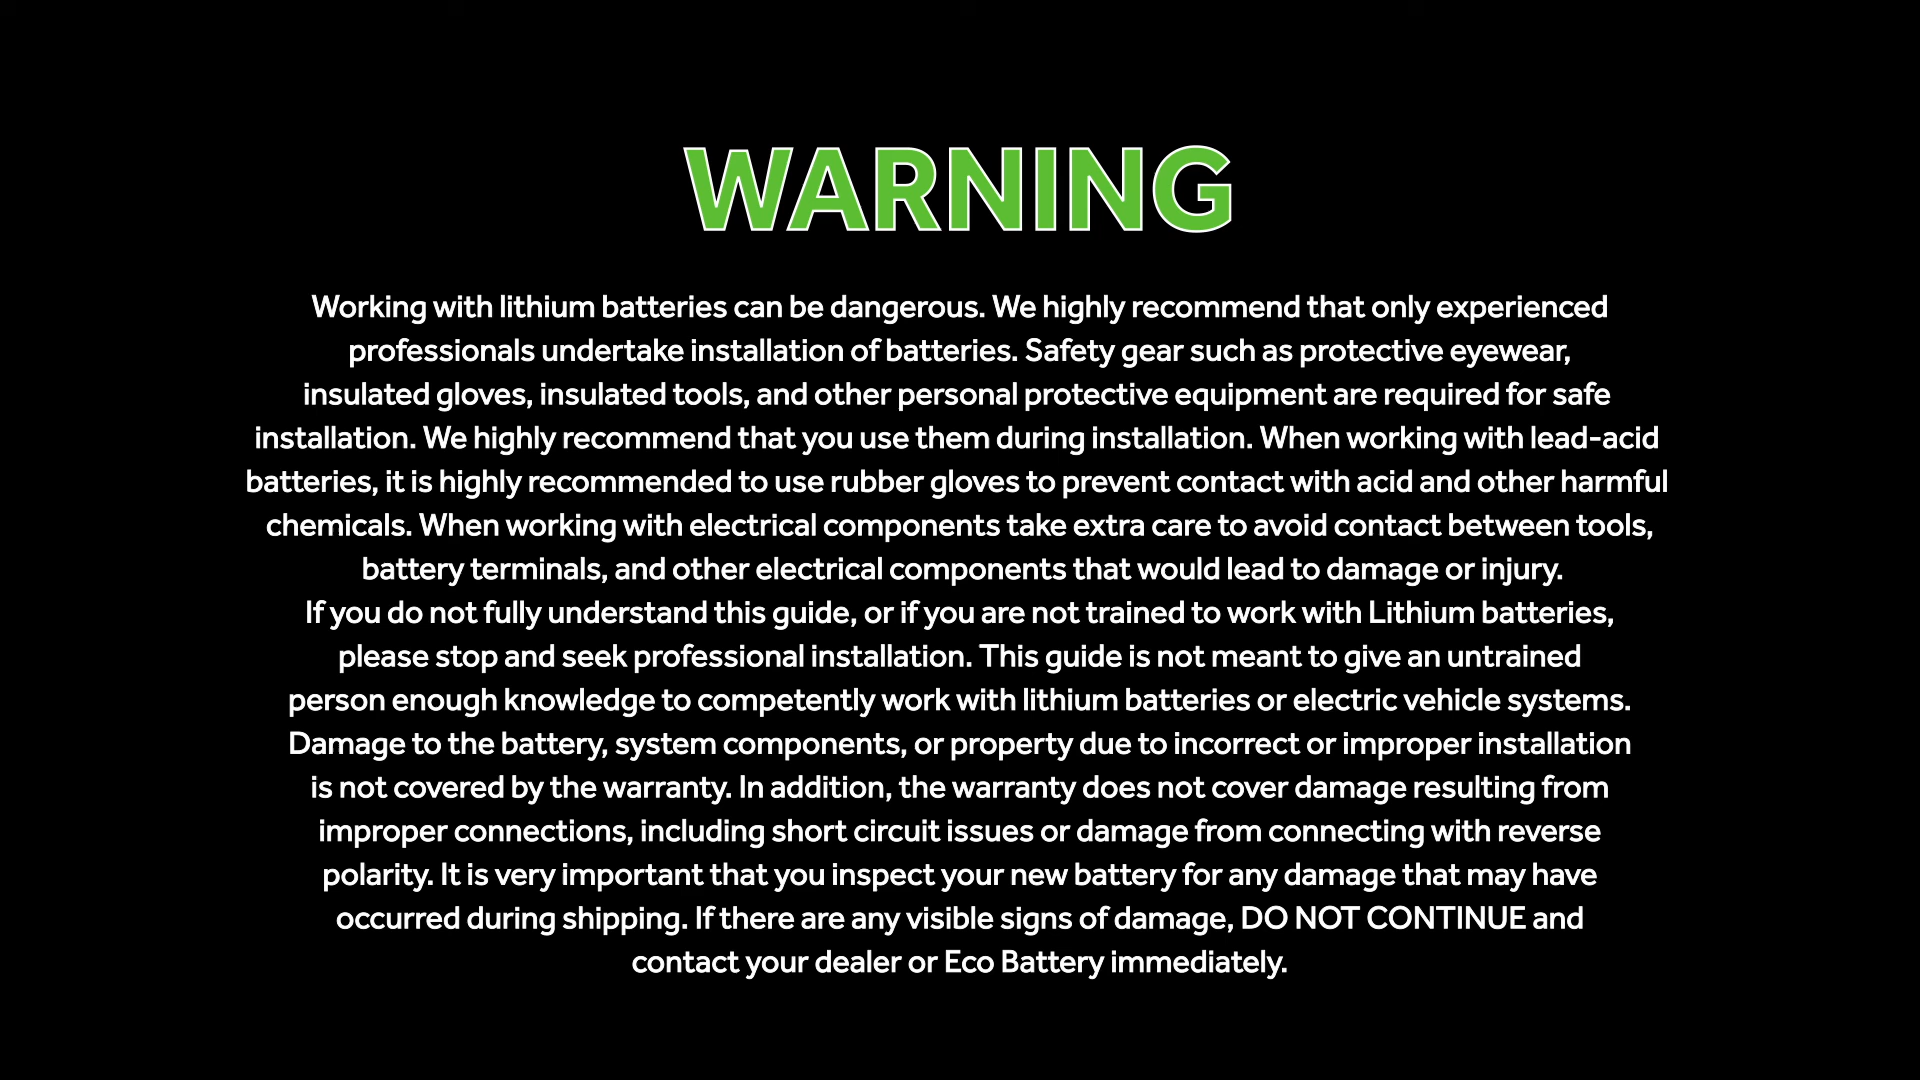 WARNING
Working with lithium batteries can be dangerous. We highly recommend that only experienced
professionals undertake installation of batteries. Safety gear such as protective eyewear,
insulated gloves, insulated tools, and other personal protective equipment are required for safe
installation. We highly recommend that you use them during installation. When working with lead-acid
batteries, it is highly recommended to use rubber gloves to prevent contact with acid and other harmful
chemicals. When working with electrical components take extra care to avoid contact between tools,
battery terminals, and other electrical components that would lead to damage or injury.
If you do not fully understand this guide, or if you are not trained to work with Lithium batteries,
please stop and seek professional installation. This guide is not meant to give an untrained
person enough knowledge to competently work with lithium batteries or electric vehicle systems.
Damage to the battery, system components, or property due to incorrect or improper installation
is not covered by the warranty. In addition, the warranty does not cover damage resulting from
improper connections, including short circuit issues or damage from connecting with reverse
polarity. It is very important that you inspect your new battery for any damage that may have
occurred during shipping. If there are any visible signs of damage, DO NOT CONTINUE and
contact your dealer or Eco Battery immediately.